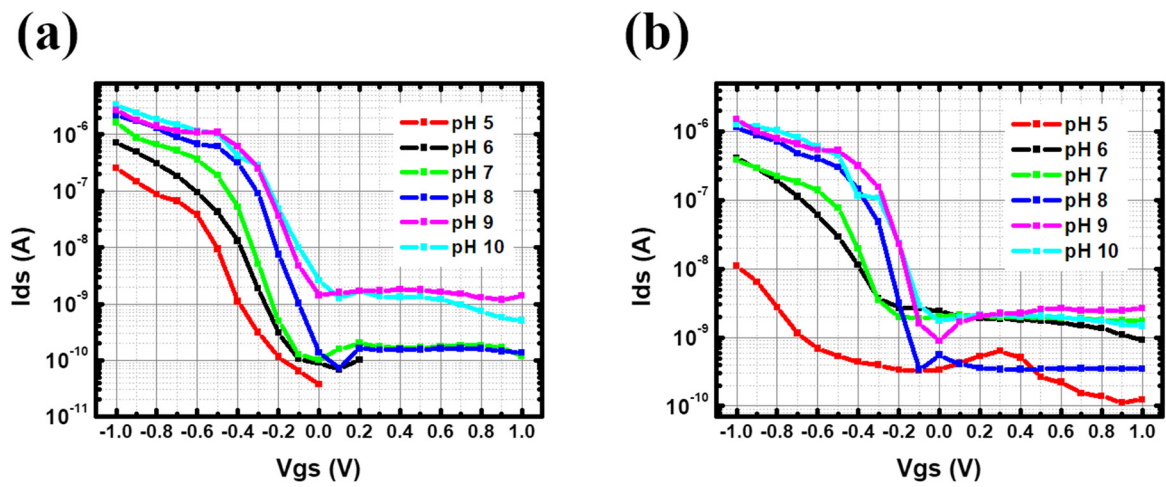 (a)
10⁻⁶
10⁻⁷
10⁻⁸
10⁻⁹
10⁻¹⁰
10⁻¹¹
Ids (A)
pH 5
pH 6
pH 7
pH 8
pH 9
pH 10
-1.0 -0.8 -0.6 -0.4 -0.2 0.0 0.2 0.4 0.6 0.8 1.0
Vgs (V)
(b)
10⁻⁶
10⁻⁷
10⁻⁸
10⁻⁹
10⁻¹⁰
Ids (A)
pH 5
pH 6
pH 7
pH 8
pH 9
pH 10
-1.0 -0.8 -0.6 -0.4 -0.2 0.0 0.2 0.4 0.6 0.8 1.0
Vgs (V)